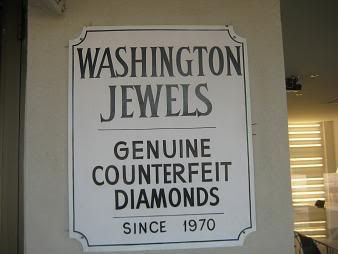 WASHINGTON
JEWELS
GENUINE
COUNTERFEIT
DIAMONDS
SINCE 1970